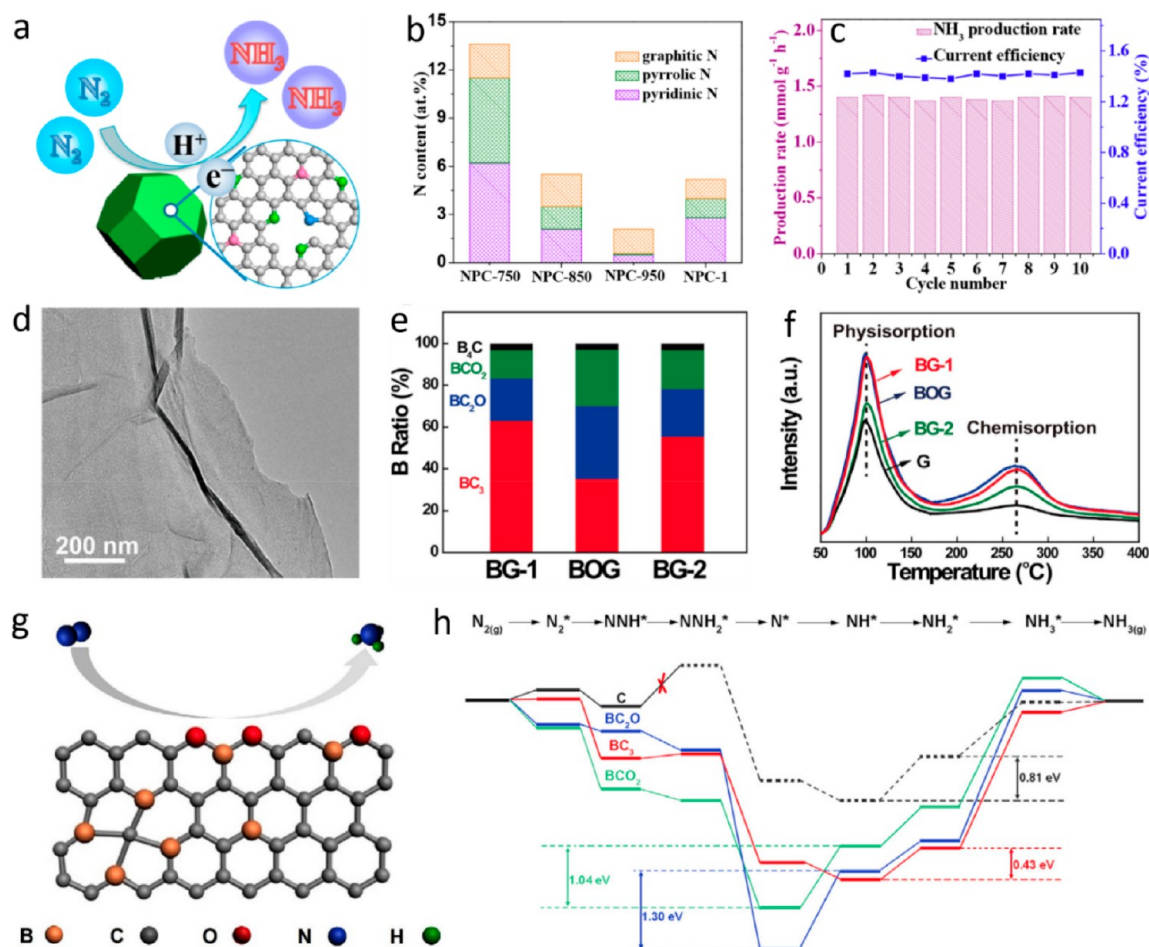 a
N₂
N₂
H⁺
e⁻
NH₃
NH₃
b
N content (at.%)
15
12
9
6
3
0
graphitic N
pyrrolic N
pyridinic N
NPC-750
NPC-850
NPC-950
NPC-1
c
NH₃ production rate
Current efficiency
Production rate (mmol g⁻¹ h⁻¹)
2.0
1.5
1.0
0.5
0.0
Current efficiency (%)
1.6
1.2
0.8
0.4
0.0
0 1 2 3 4 5 6 7 8 9 10
Cycle number
d
200 nm
e
B Ratio (%)
100
80
60
40
20
0
B₄C
BCO₂
BC₂O
BC₃
BG-1
BOG
BG-2
f
Intensity (a.u.)
Physisorption
BG-1
BOG
BG-2
G
Chemisorption
50 100 150 200 250 300 350 400
Temperature (°C)
g
B
C
O
N
H
h
N₂(g) → N₂* → NNH* → NNH₂* → N* → NH* → NH₂* → NH₃* → NH₃(g)
C
BC₂O
BC₃
BCO₂
0.81 eV
0.43 eV
1.04 eV
1.30 eV